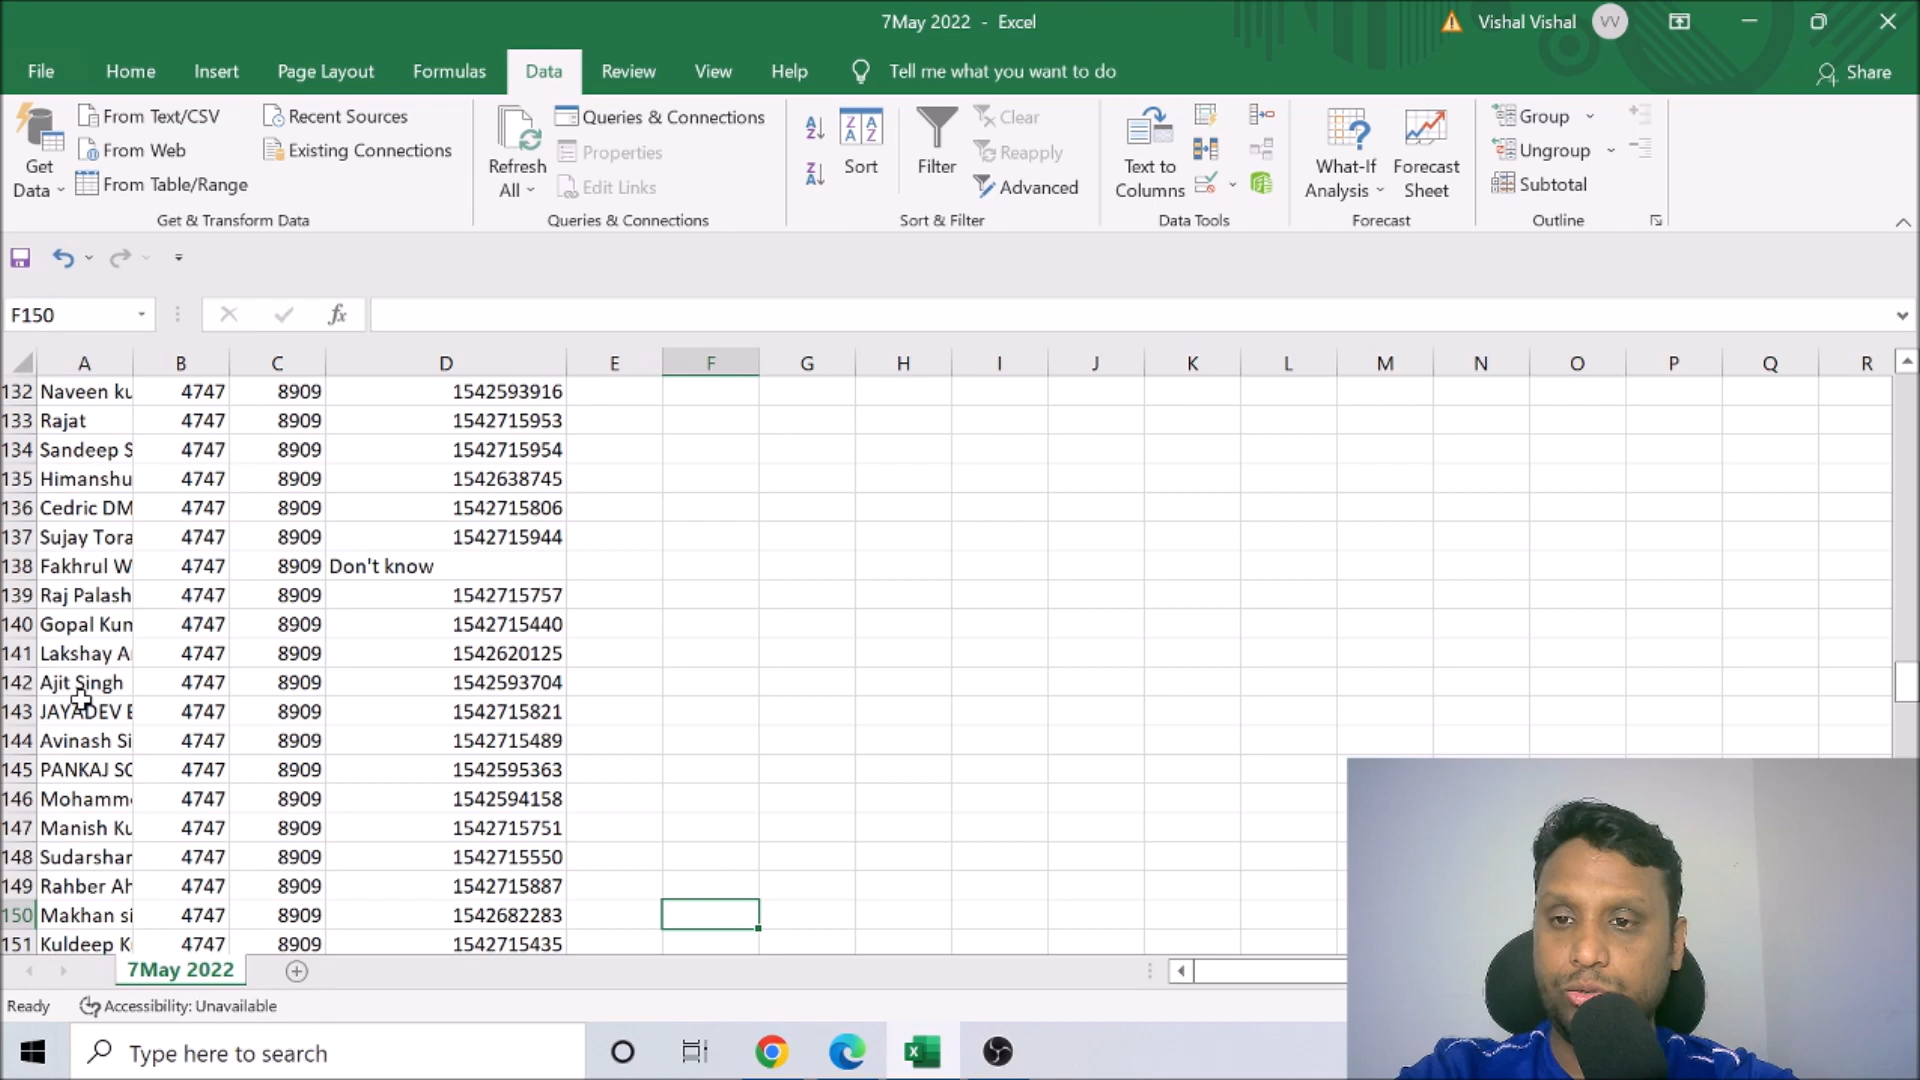 7May 2022 - Excel
Vishal Vishal
VV
File Home Insert Page Layout Formulas Data Review View Help Tell me what you want to do Share
Get Data
From Text/CSV
From Web
From Table/Range
Recent Sources
Existing Connections
Get & Transform Data
Refresh All
Queries & Connections
Properties
Edit Links
Queries & Connections
Sort
Filter
Clear
Reapply
Advanced
Sort & Filter
Text to Columns
Data Tools
What-If Analysis
Forecast Sheet
Forecast
Group
Ungroup
Subtotal
Outline
F150
fx
A B C D E F G H I J K L M N O P Q R
132 Naveen ku 4747 8909 1542593916
133 Rajat 4747 8909 1542715953
134 Sandeep S 4747 8909 1542715954
135 Himanshu 4747 8909 1542638745
136 Cedric DM 4747 8909 1542715806
137 Sujay Tora 4747 8909 1542715944
138 Fakhrul W 4747 8909 Don't know
139 Raj Palash 4747 8909 1542715757
140 Gopal Kum 4747 8909 1542715440
141 Lakshay A 4747 8909 1542620125
142 Ajit Singh 4747 8909 1542593704
143 JAYADEV 4747 8909 1542715821
144 Avinash Si 4747 8909 1542715489
145 PANKAJ SO 4747 8909 1542595363
146 Mohamme 4747 8909 1542594158
147 Manish Ku 4747 8909 1542715751
148 Sudarshan 4747 8909 1542715550
149 Rahber Ah 4747 8909 1542715887
150 Makhan si 4747 8909 1542682283
151 Kuldeep K 4747 8909 1542715435
7May 2022
Ready Accessibility: Unavailable
Type here to search